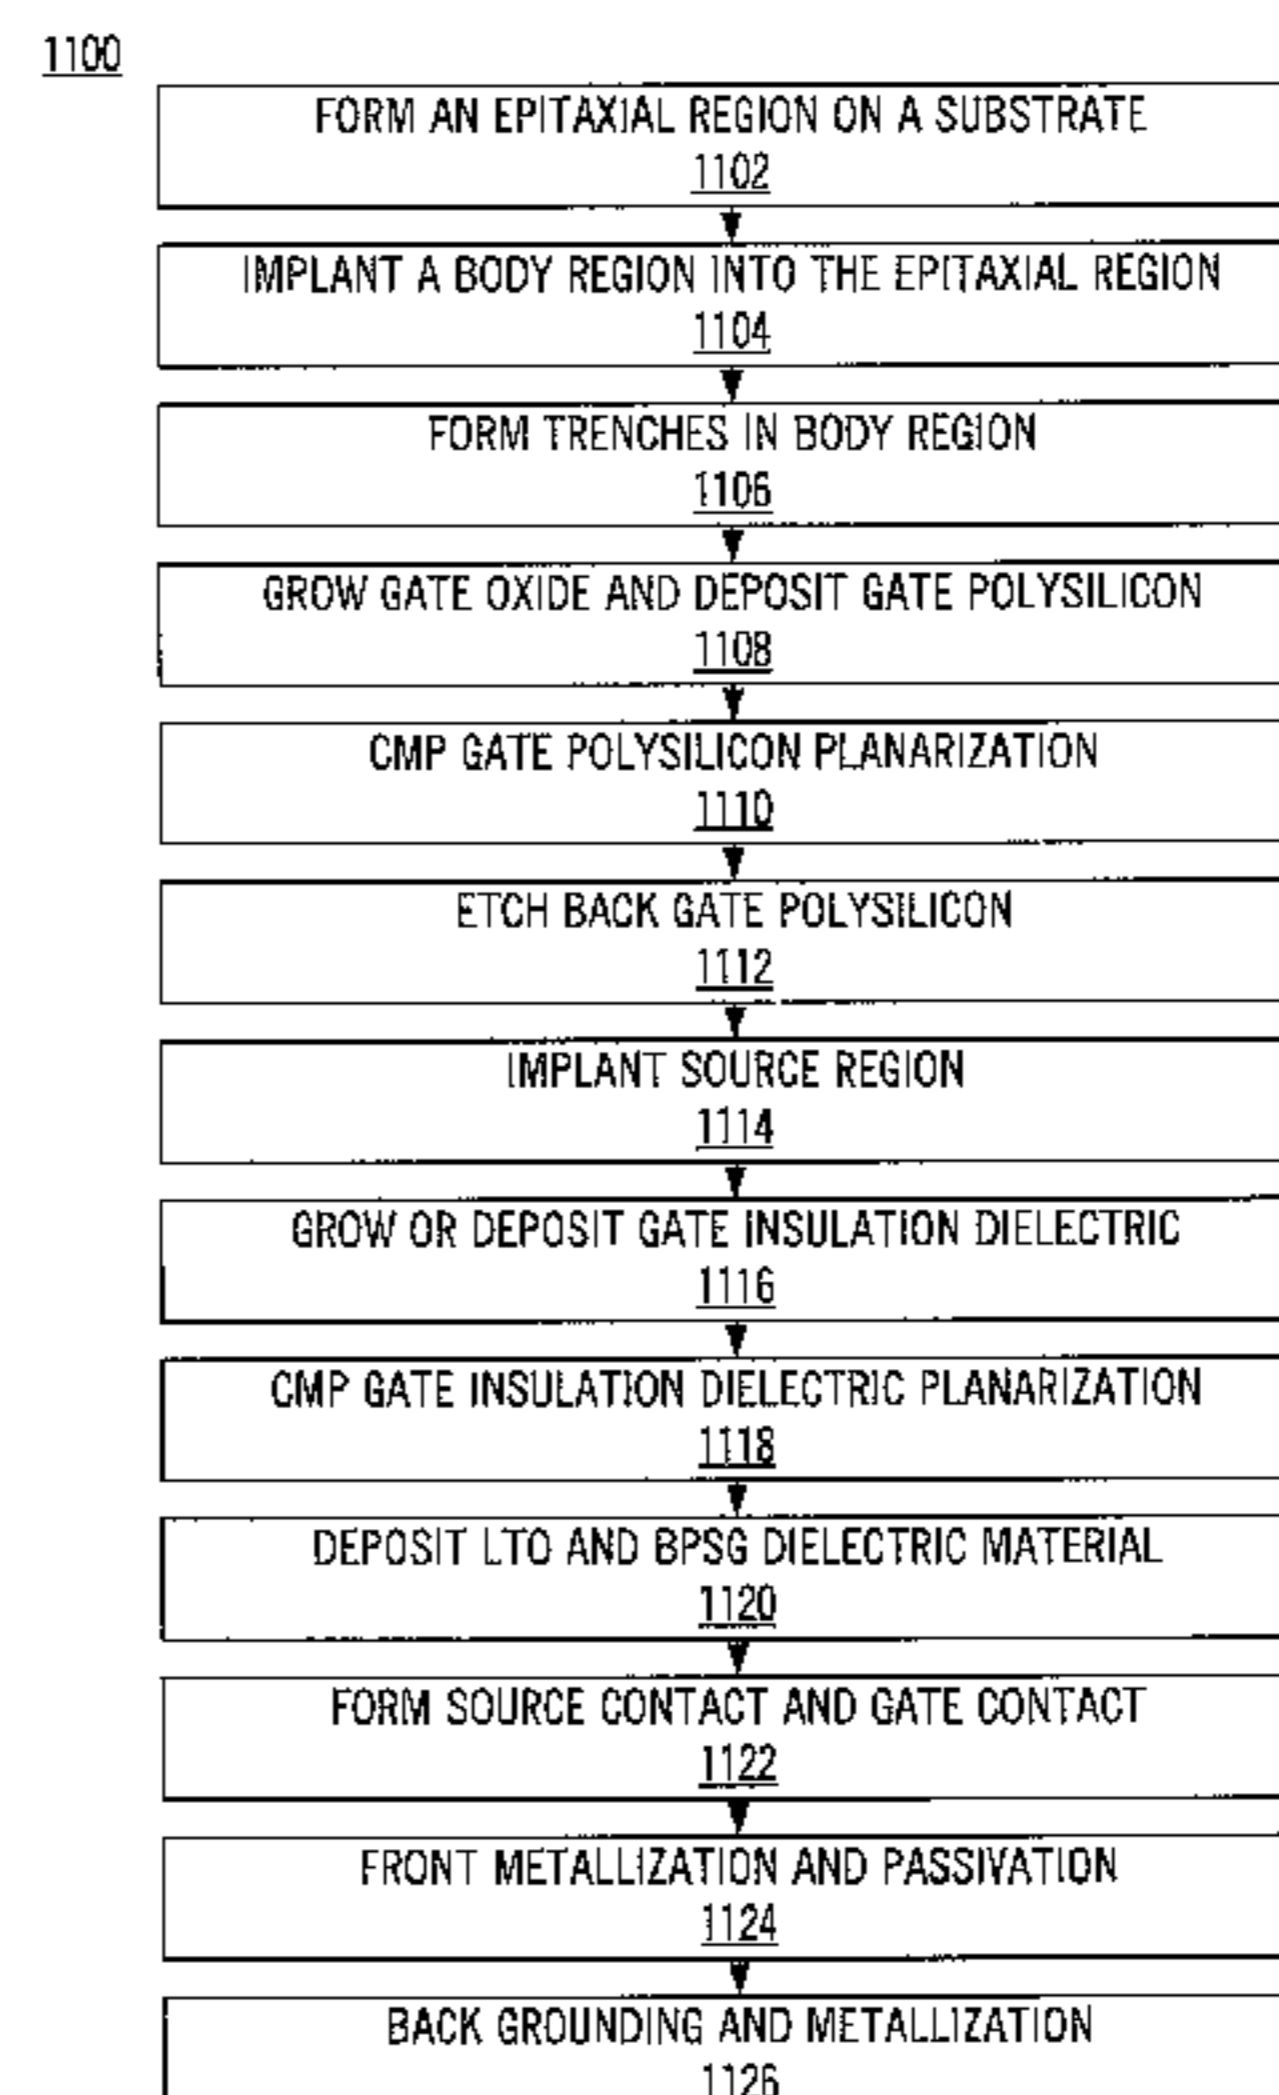 1100
FORM AN EPITAXIAL REGION ON A SUBSTRATE
1102
IMPLANT A BODY REGION INTO THE EPITAXIAL REGION
1104
FORM TRENCHES IN BODY REGION
1106
GROW GATE OXIDE AND DEPOSIT GATE POLYSILICON
1108
CMP GATE POLYSILICON PLANARIZATION
1110
ETCH BACK GATE POLYSILICON
1112
IMPLANT SOURCE REGION
1114
GROW OR DEPOSIT GATE INSULATION DIELECTRIC
1116
CMP GATE INSULATION DIELECTRIC PLANARIZATION
1118
DEPOSIT LTO AND BPSG DIELECTRIC MATERIAL
1120
FORM SOURCE CONTACT AND GATE CONTACT
1122
FRONT METALLIZATION AND PASSIVATION
1124
BACK GROUNDING AND METALLIZATION
1126